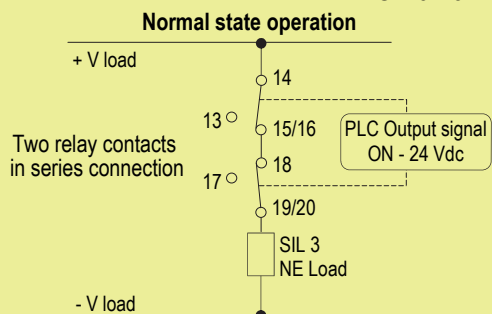 Normal state operation
+ V load
14
13
15/16
PLC Output signal
ON - 24 Vdc
Two relay contacts
in series connection
18
17
19/20
SIL 3
NE Load
- V load